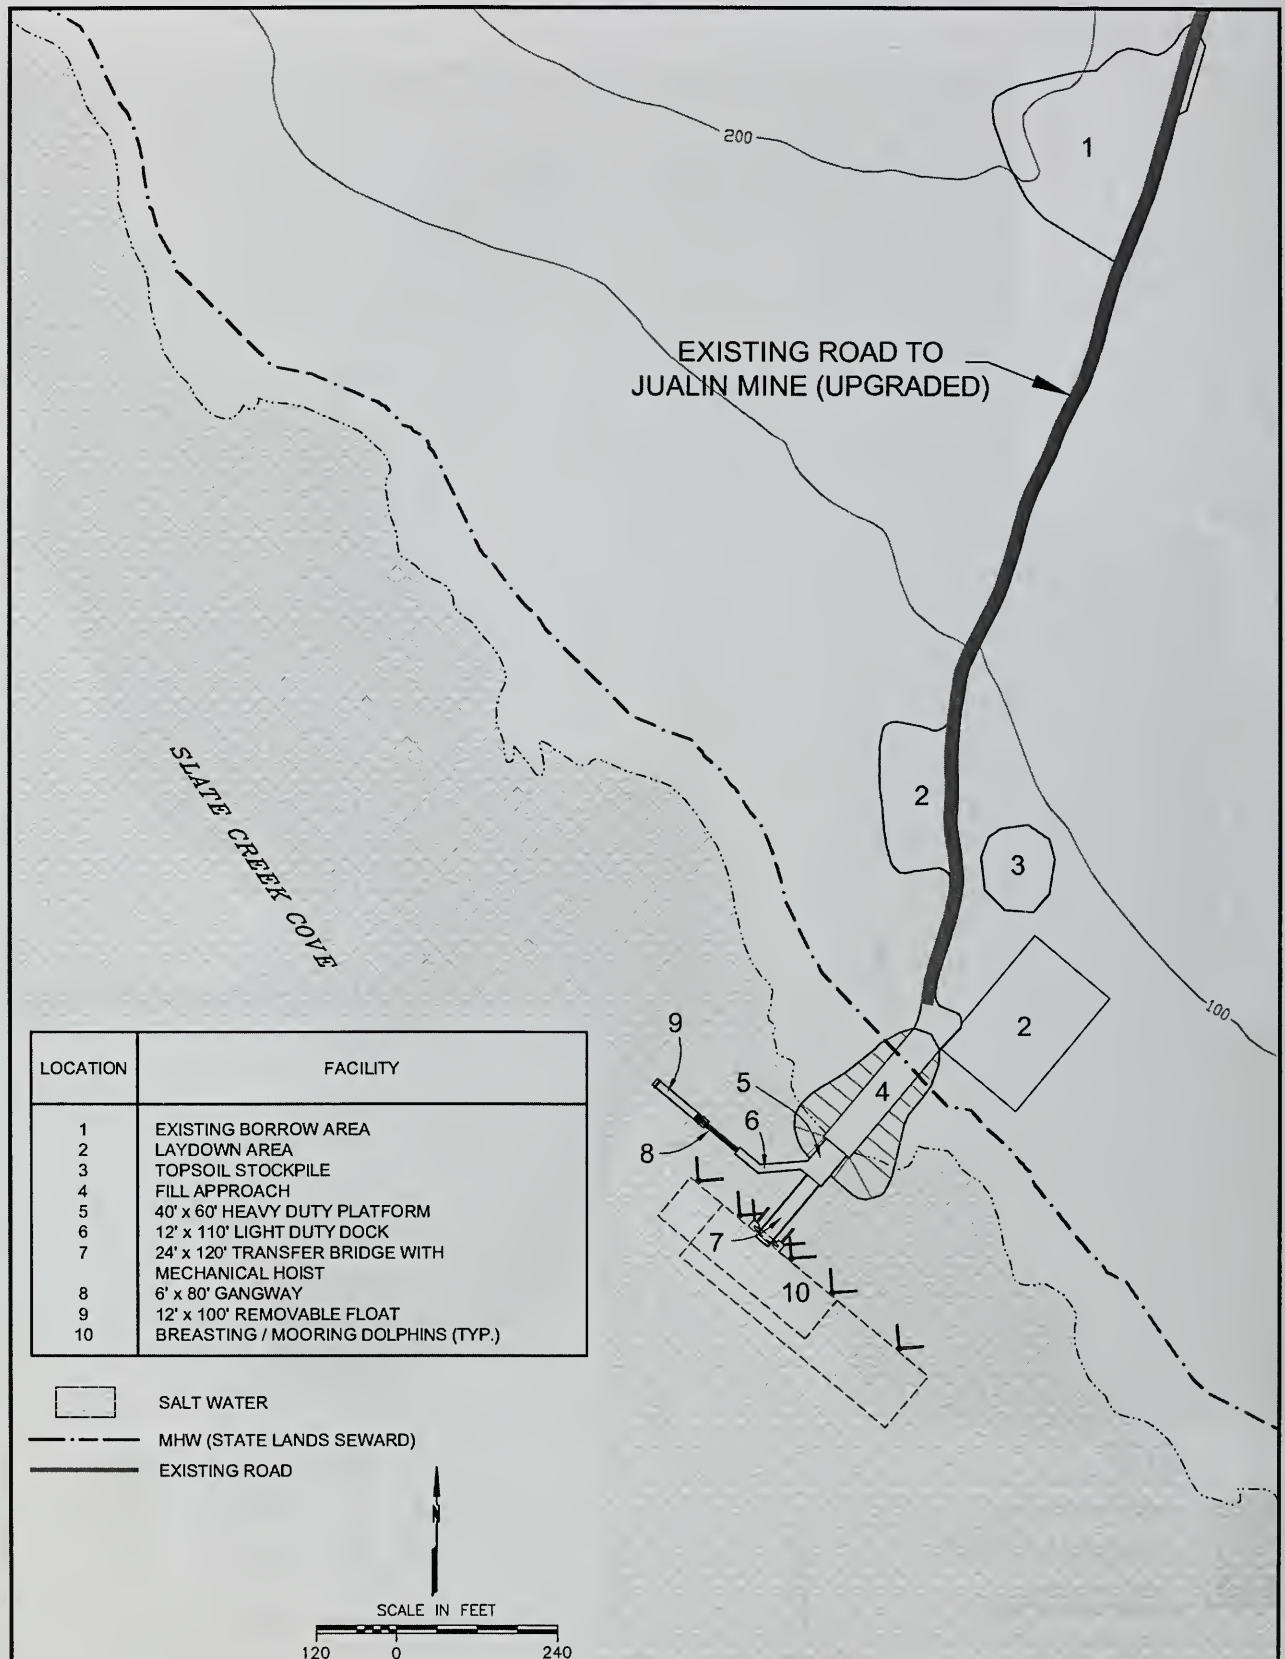 200
1
EXISTING ROAD TO
JUALIN MINE (UPGRADED)
2
3
SLATE CREEK COVE
100
2
9
5
4
6
8
7
10
LOCATION FACILITY
1 EXISTING BORROW AREA
2 LAYDOWN AREA
3 TOPSOIL STOCKPILE
4 FILL APPROACH
5 40' x 60' HEAVY DUTY PLATFORM
6 12' x 110' LIGHT DUTY DOCK
7 24' x 120' TRANSFER BRIDGE WITH
MECHANICAL HOIST
8 6' x 80' GANGWAY
9 12' x 100' REMOVABLE FLOAT
10 BREASTING / MOORING DOLPHINS (TYP.)
SALT WATER
MHW (STATE LANDS SEWARD)
EXISTING ROAD
N
SCALE IN FEET
120 0 240